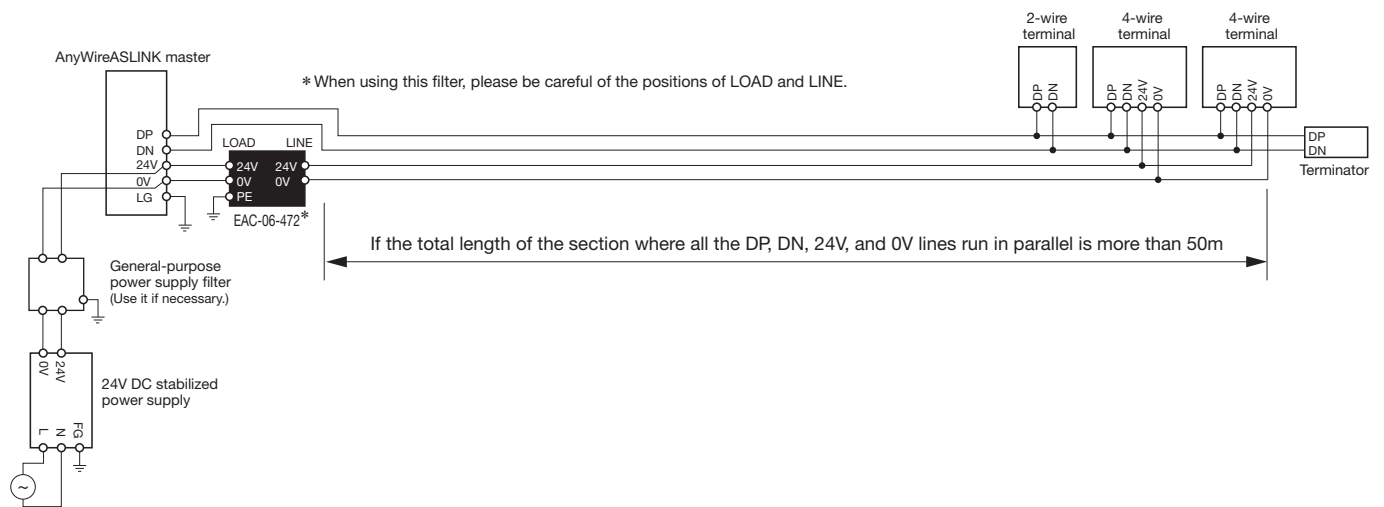 2-wire
terminal
4-wire
terminal
4-wire
terminal
AnyWireASLINK master
* When using this filter, please be careful of the positions of LOAD and LINE.
DP
DN
DP
DN
24V
0V
DP
DN
24V
0V
DP
DN
24V
0V
LG
LOAD
LINE
24V
24V
0V
0V
PE
EAC-06-472*
DP
DN
Terminator
If the total length of the section where all the DP, DN, 24V, and 0V lines run in parallel is more than 50m
General-purpose
power supply filter
(Use it if necessary.)
0V
24V
24V DC stabilized
power supply
L
N
FG
~